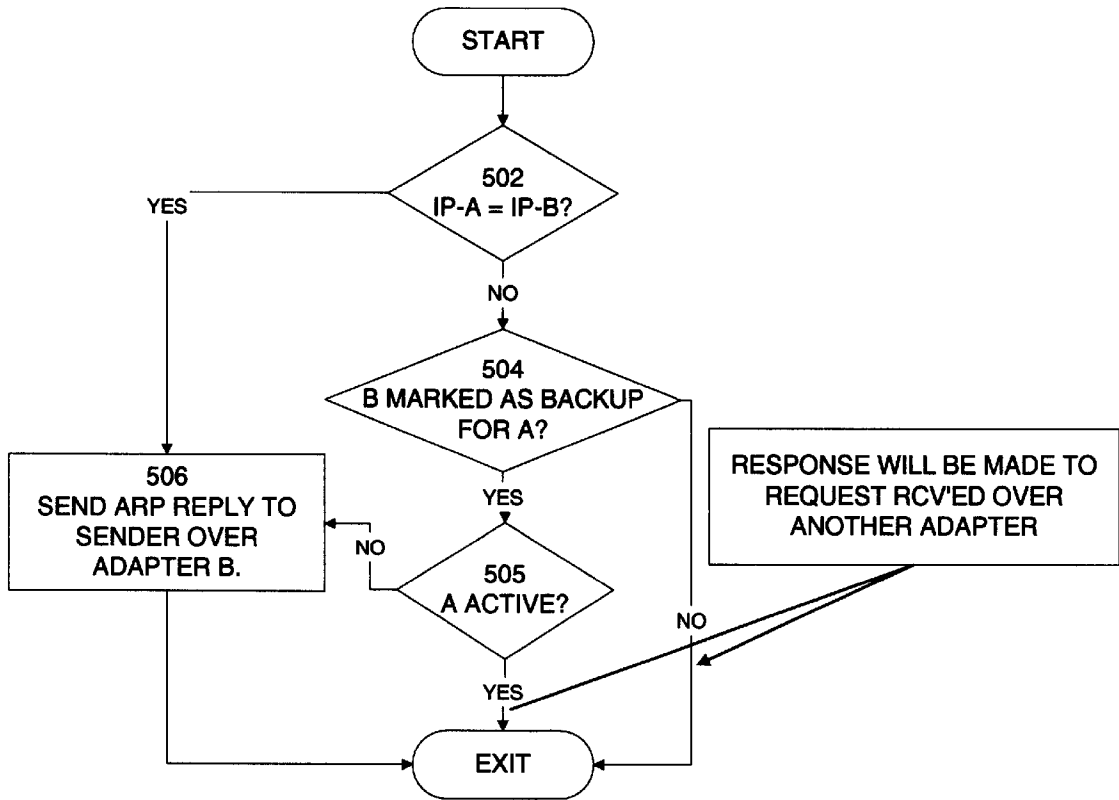 START
502
IP-A = IP-B?
YES
NO
504
B MARKED AS BACKUP
FOR A?
506
SEND ARP REPLY TO
SENDER OVER
ADAPTER B.
YES
RESPONSE WILL BE MADE TO
REQUEST RCV'ED OVER
ANOTHER ADAPTER
NO
505
A ACTIVE?
NO
YES
EXIT